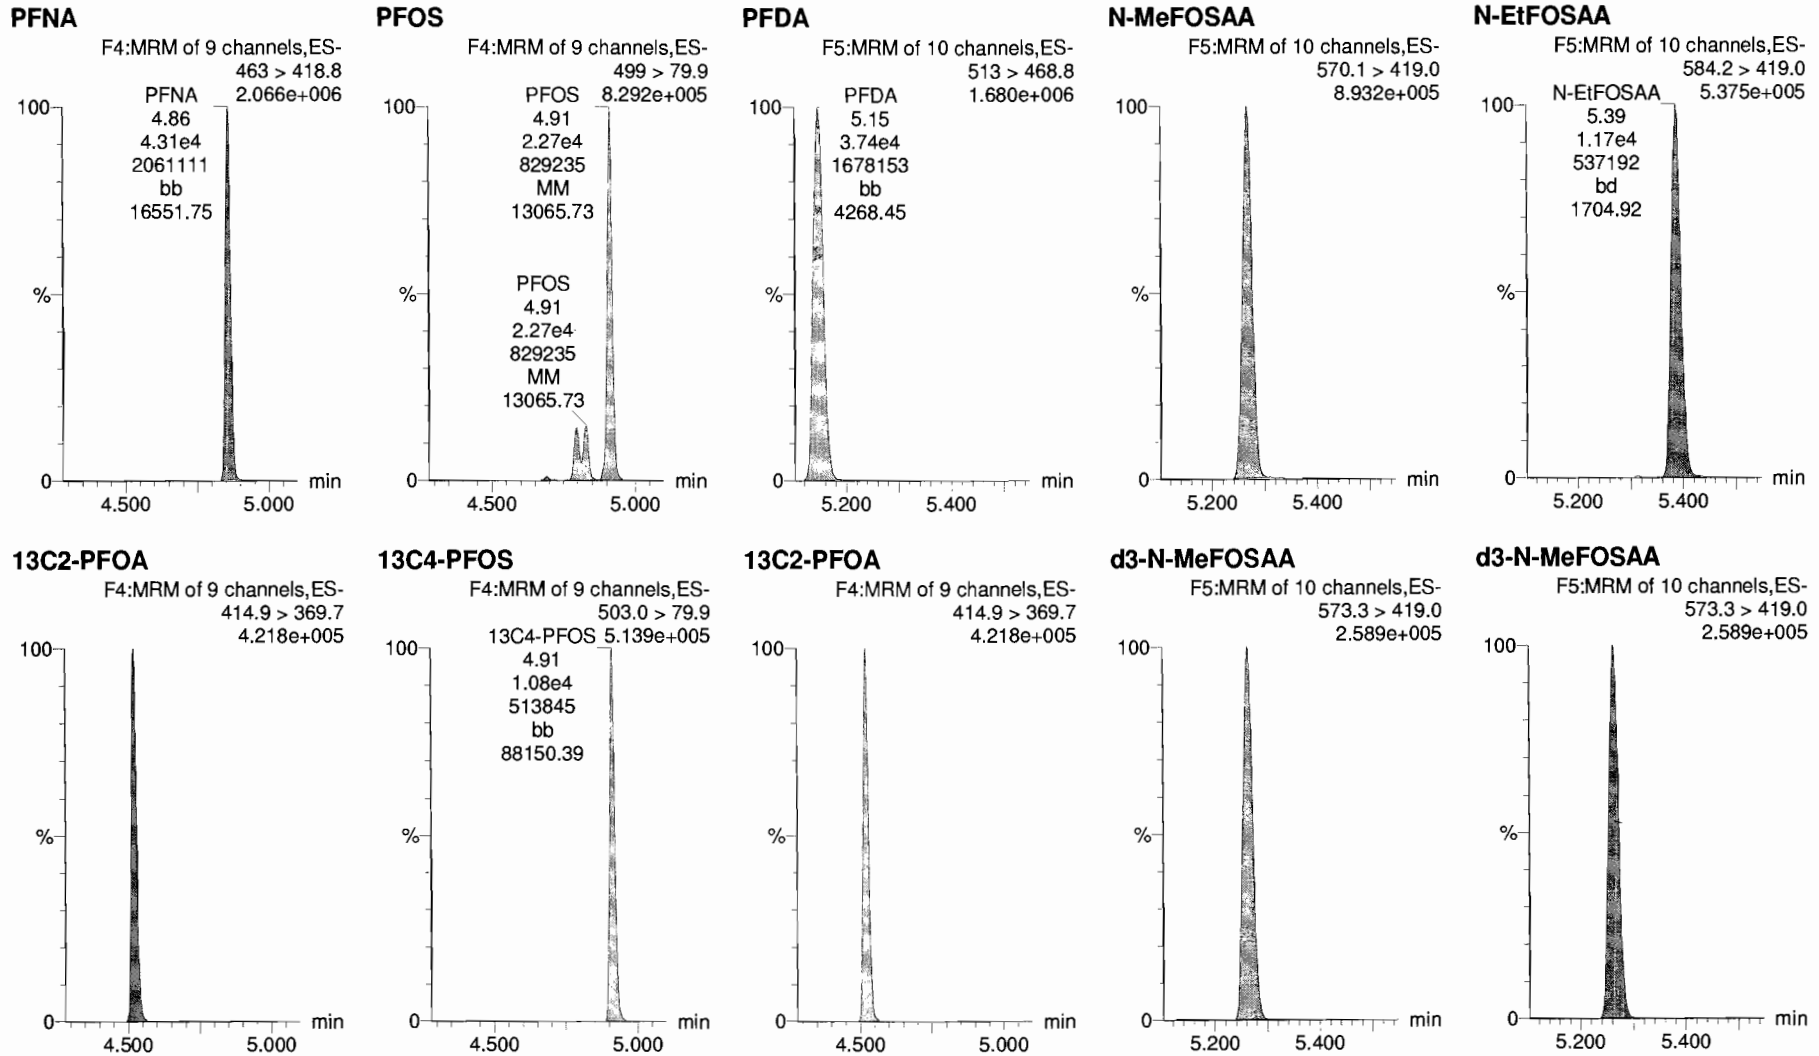 PFNA
F4:MRM of 9 channels,ES-
463 > 418.8
2.066e+006
PFNA
4.86
4.31e4
2061111
bb
16551.75
100
%
0
4.500
5.000
min
PFOS
F4:MRM of 9 channels,ES-
499 > 79.9
8.292e+005
PFOS
4.91
2.27e4
829235
MM
13065.73
PFOS
4.91
2.27e4
829235
MM
13065.73
100
%
0
4.500
5.000
min
PFDA
F5:MRM of 10 channels,ES-
513 > 468.8
1.680e+006
PFDA
5.15
3.74e4
1678153
bb
4268.45
100
%
0
5.200
5.400
min
N-MeFOSAA
F5:MRM of 10 channels,ES-
570.1 > 419.0
8.932e+005
100
%
0
5.200
5.400
min
N-EtFOSAA
F5:MRM of 10 channels,ES-
584.2 > 419.0
5.375e+005
N-EtFOSAA
5.39
1.17e4
537192
bd
1704.92
100
%
0
5.200
5.400
min
13C2-PFOA
F4:MRM of 9 channels,ES-
414.9 > 369.7
4.218e+005
100
%
0
4.500
5.000
min
13C4-PFOS
F4:MRM of 9 channels,ES-
503.0 > 79.9
5.139e+005
13C4-PFOS
4.91
1.08e4
513845
bb
88150.39
100
%
0
4.500
5.000
min
13C2-PFOA
F4:MRM of 9 channels,ES-
414.9 > 369.7
4.218e+005
100
%
0
4.500
5.000
min
d3-N-MeFOSAA
F5:MRM of 10 channels,ES-
573.3 > 419.0
2.589e+005
100
%
0
5.200
5.400
min
d3-N-MeFOSAA
F5:MRM of 10 channels,ES-
573.3 > 419.0
2.589e+005
100
%
0
5.200
5.400
min